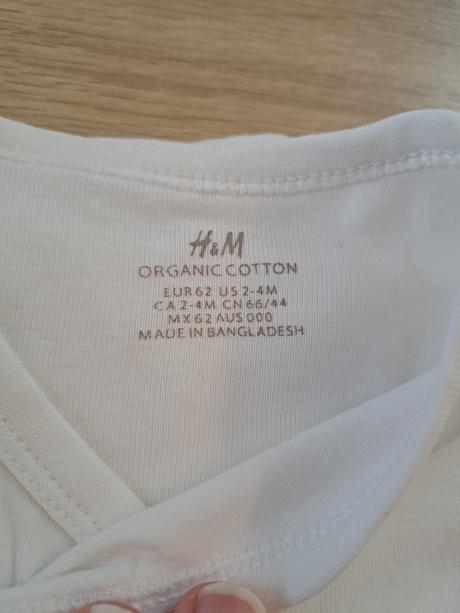 H&M
ORGANIC COTTON
EUR 62 US 2-4M
CA 2-4M CN 66/44
MX 62 AUS 000
MADE IN BANGLADESH